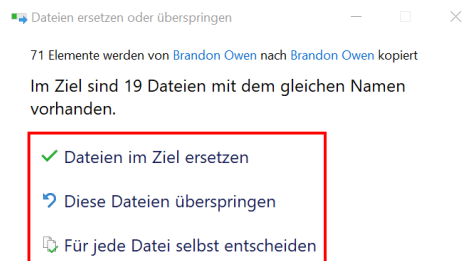 Dateien ersetzen oder überspringen
71 Elemente werden von Brandon Owen nach Brandon Owen kopiert
Im Ziel sind 19 Dateien mit dem gleichen Namen
vorhanden.
Dateien im Ziel ersetzen
Diese Dateien überspringen
Für jede Datei selbst entscheiden